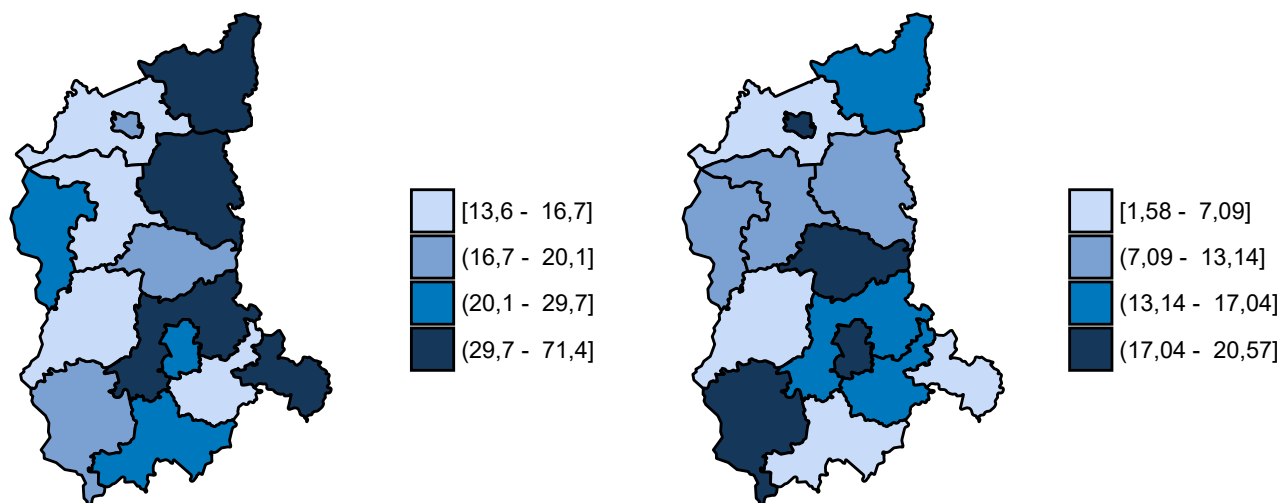 [13,6 - 16,7]
(16,7 - 20,1]
(20,1 - 29,7]
(29,7 - 71,4]
[1,58 - 7,09]
(7,09 - 13,14]
(13,14 - 17,04]
(17,04 - 20,57]